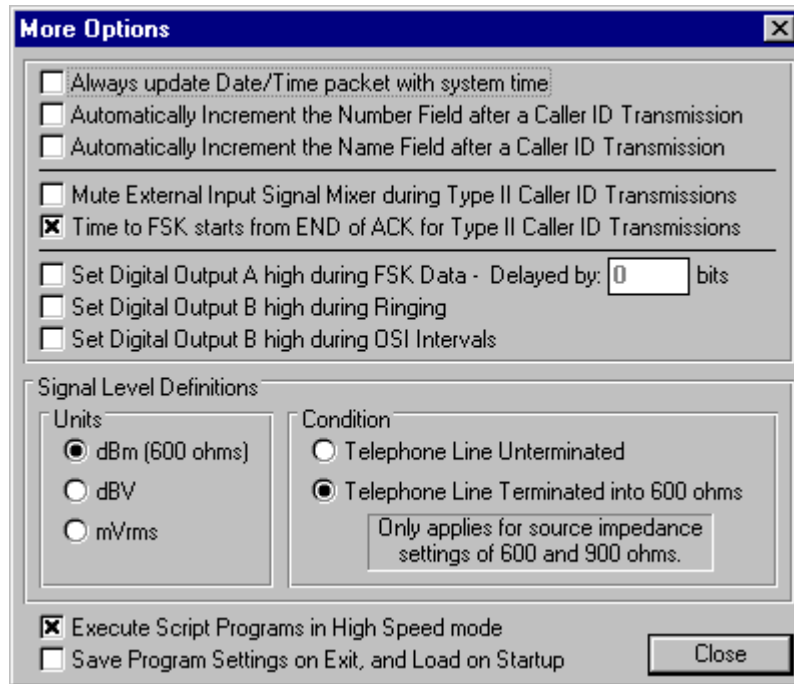 More Options
Always update Date/Time packet with system time
Automatically Increment the Number Field after a Caller ID Transmission
Automatically Increment the Name Field after a Caller ID Transmission
Mute External Input Signal Mixer during Type II Caller ID Transmissions
Time to FSK starts from END of ACK for Type II Caller ID Transmissions
Set Digital Output A high during FSK Data - Delayed by: 0 bits
Set Digital Output B high during Ringing
Set Digital Output B high during OSI Intervals
Signal Level Definitions
Units
dBm (600 ohms)
dBV
mVrms
Condition
Telephone Line Unterminated
Telephone Line Terminated into 600 ohms
Only applies for source impedance
settings of 600 and 900 ohms.
Execute Script Programs in High Speed mode
Save Program Settings on Exit, and Load on Startup
Close